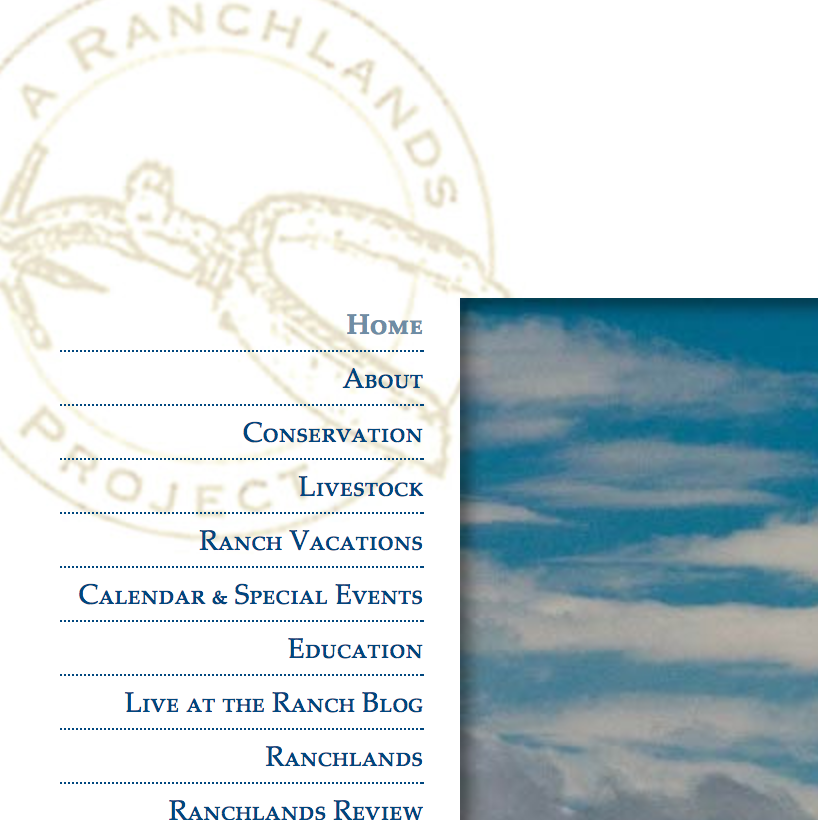 A RANCHLANDS
PROJECT
HOME
ABOUT
CONSERVATION
LIVESTOCK
RANCH VACATIONS
CALENDAR & SPECIAL EVENTS
EDUCATION
LIVE AT THE RANCH BLOG
RANCHLANDS
RANCHLANDS REVIEW